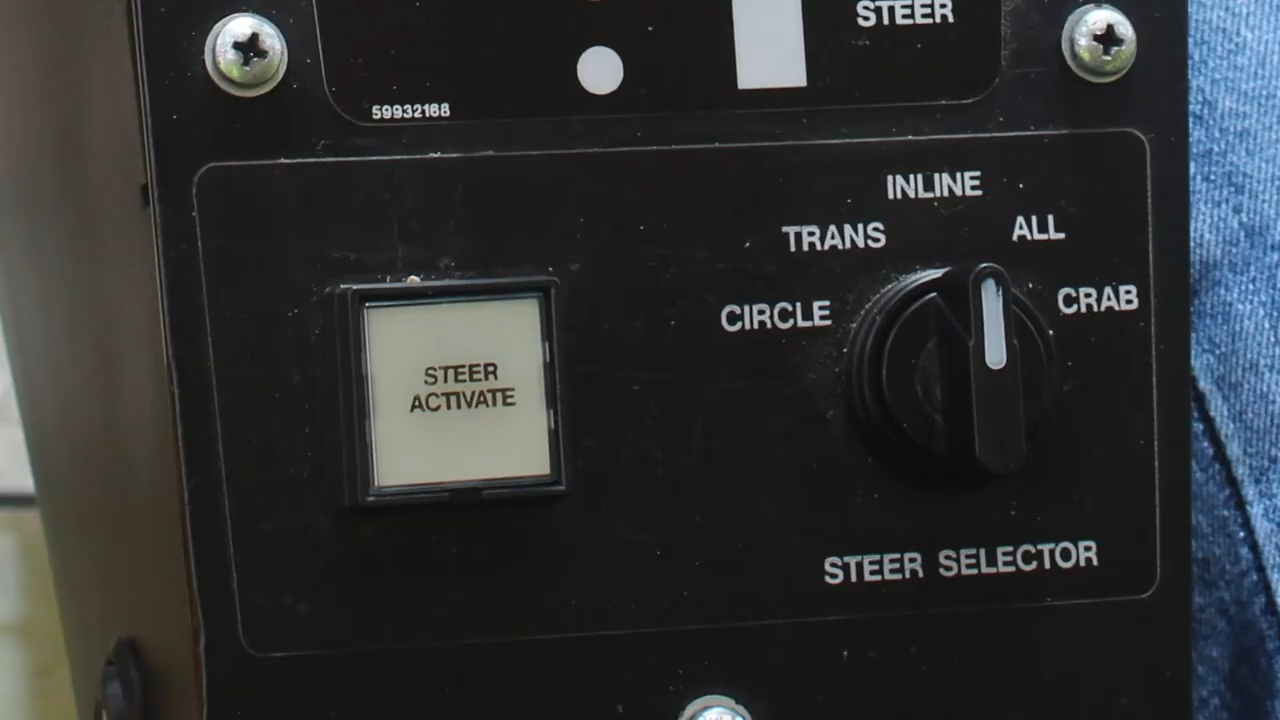 STEER
59932168
INLINE
TRANS
ALL
CIRCLE
CRAB
STEER
ACTIVATE
STEER SELECTOR